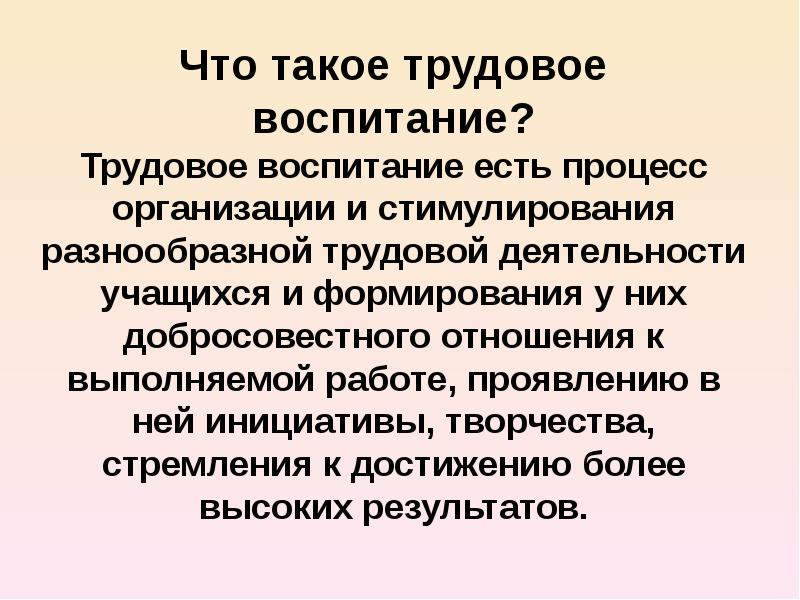 Что такое трудовое
воспитание?
Трудовое воспитание есть процесс
организации и стимулирования
разнообразной трудовой деятельности
учащихся и формирования у них
добросовестного отношения к
выполняемой работе, проявлению в
ней инициативы, творчества,
стремления к достижению более
высоких результатов.